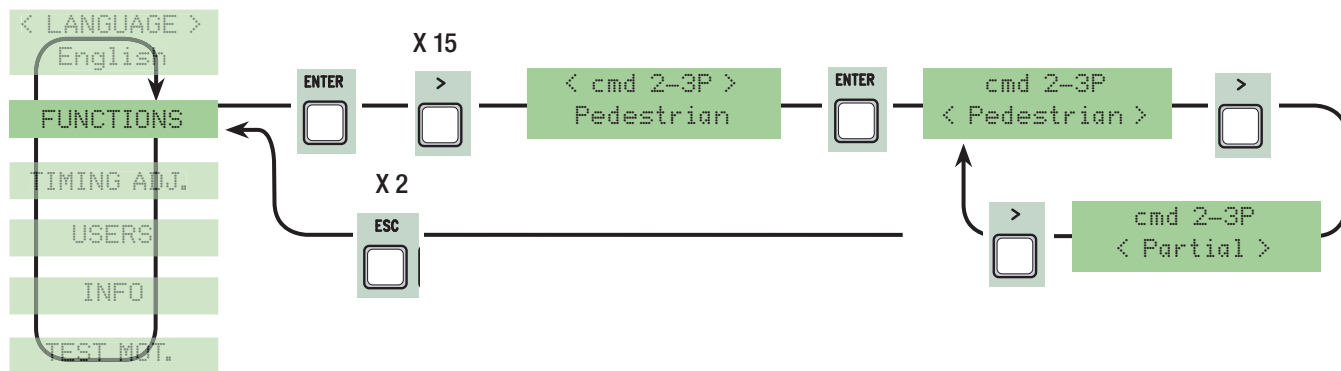 < LANGUAGE >
English
FUNCTIONS
TIMING ADJ.
USERS
INFO
TEST MOT.
ENTER
X 15
>
< cmd 2–3P >
Pedestrian
ENTER
cmd 2–3P
< Pedestrian >
>
X 2
ESC
>
cmd 2–3P
< Partial >